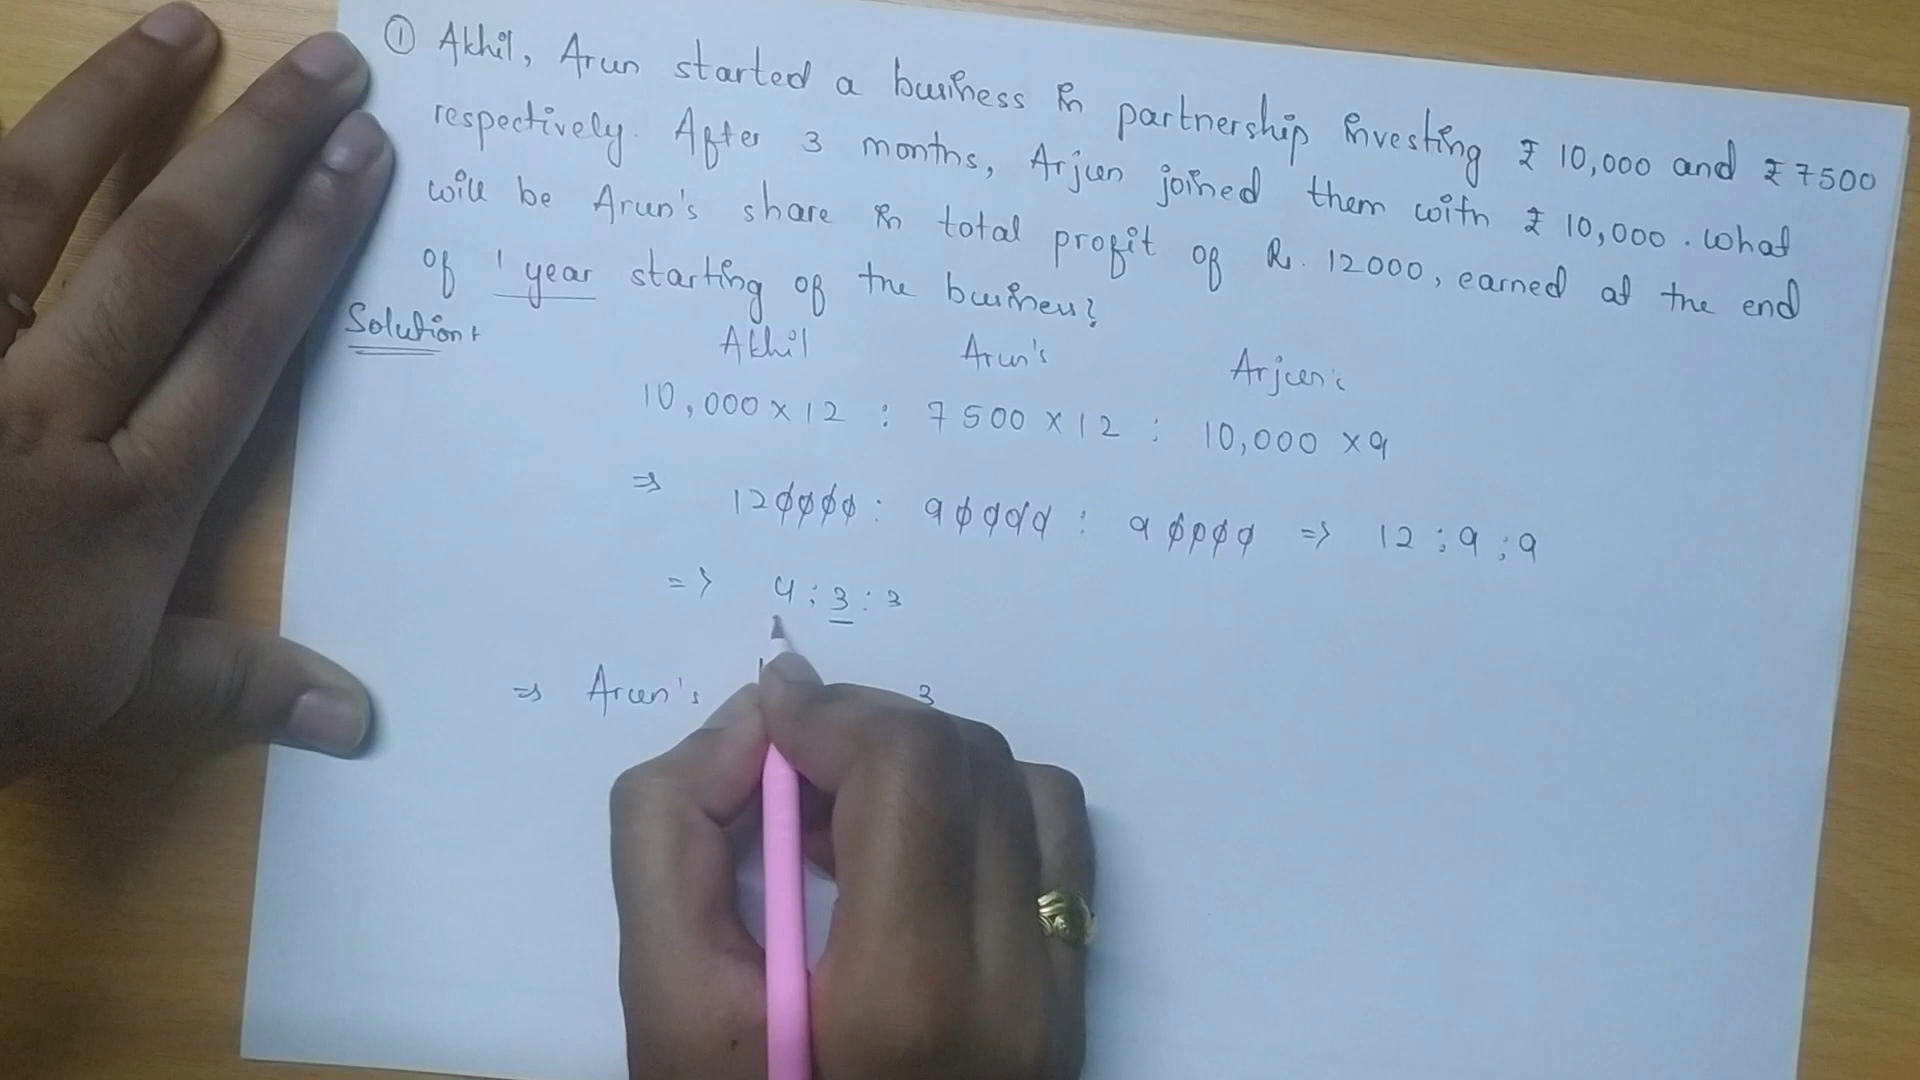 ① Akhil, Arun started a business in partnership investing ₹ 10,000 and ₹ 7500
respectively. After 3 months, Arjun joined them with ₹ 10,000. What
will be Arun's share in total profit of Rs. 12000, earned at the end
of 1 year starting of the business?
Solution:
Akhil Arun's Arjun's
10,000 x 12 : 7500 x 12 : 10,000 x 9
⇒ 120000 : 90000 : 90000 ⇒ 12 : 9 : 9
⇒ 4 : 3 : 3
⇒ Arun's 3